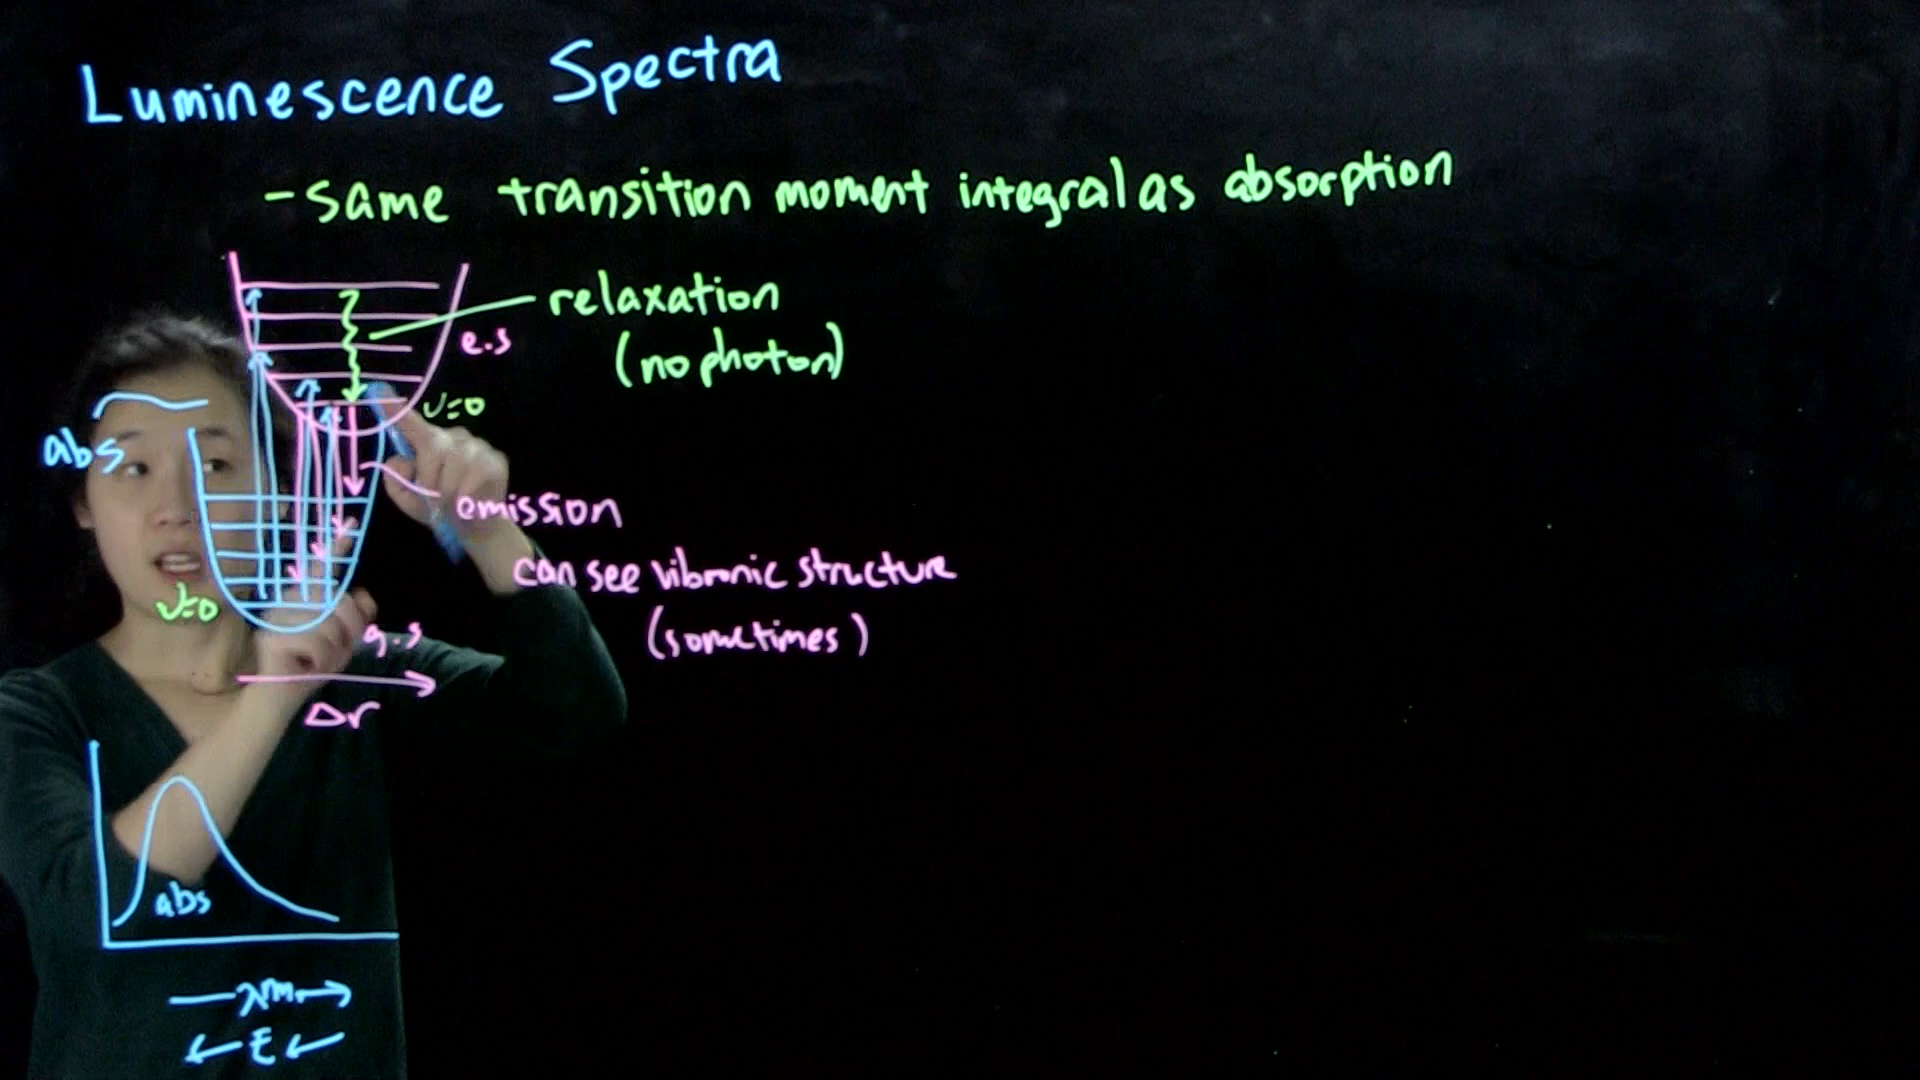 Luminescence Spectra
- same transition moment integral as absorption
relaxation
(no photon)
e.s
v=0
abs
emission
can see vibronic structure
(sometimes)
v=0
g.s
Δr
abs
λ nm
E